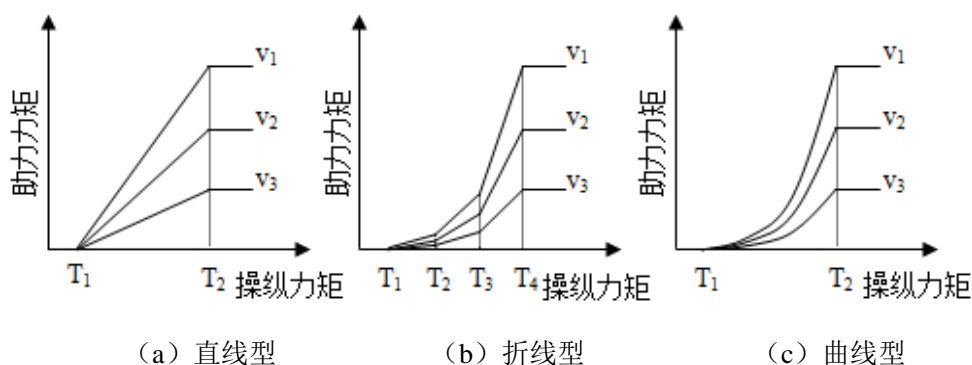 助力力矩
v1
v2
v3
T1
T2
操纵力矩
（a）直线型
助力力矩
v1
v2
v3
T1
T2
T3
T4
操纵力矩
（b）折线型
助力力矩
v1
v2
v3
T1
T2
操纵力矩
（c）曲线型